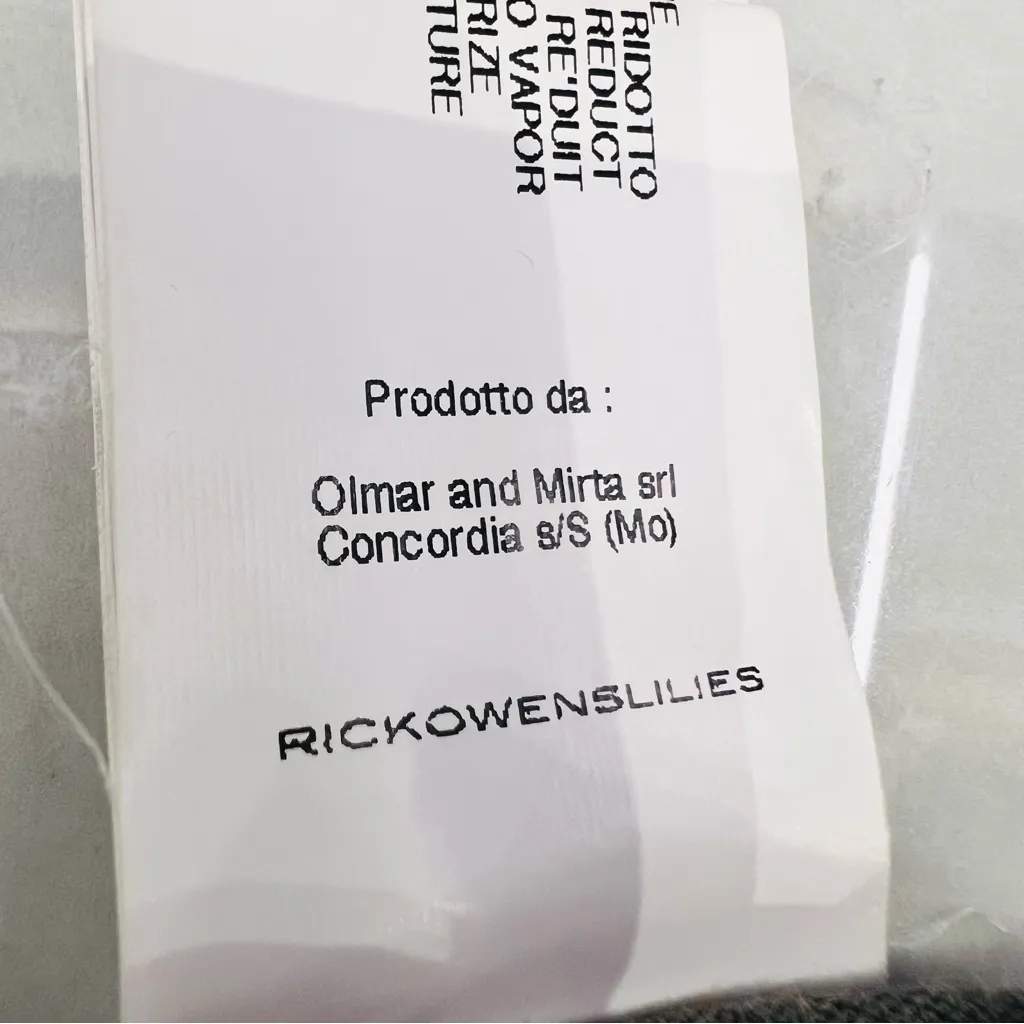 RIDOTTO
REDUCT
RE'DUIT
O VAPOR
RIZE
TURE
Prodotto da :
Olmar and Mirta srl
Concordia s/S (Mo)
RICKOWENSLILIES